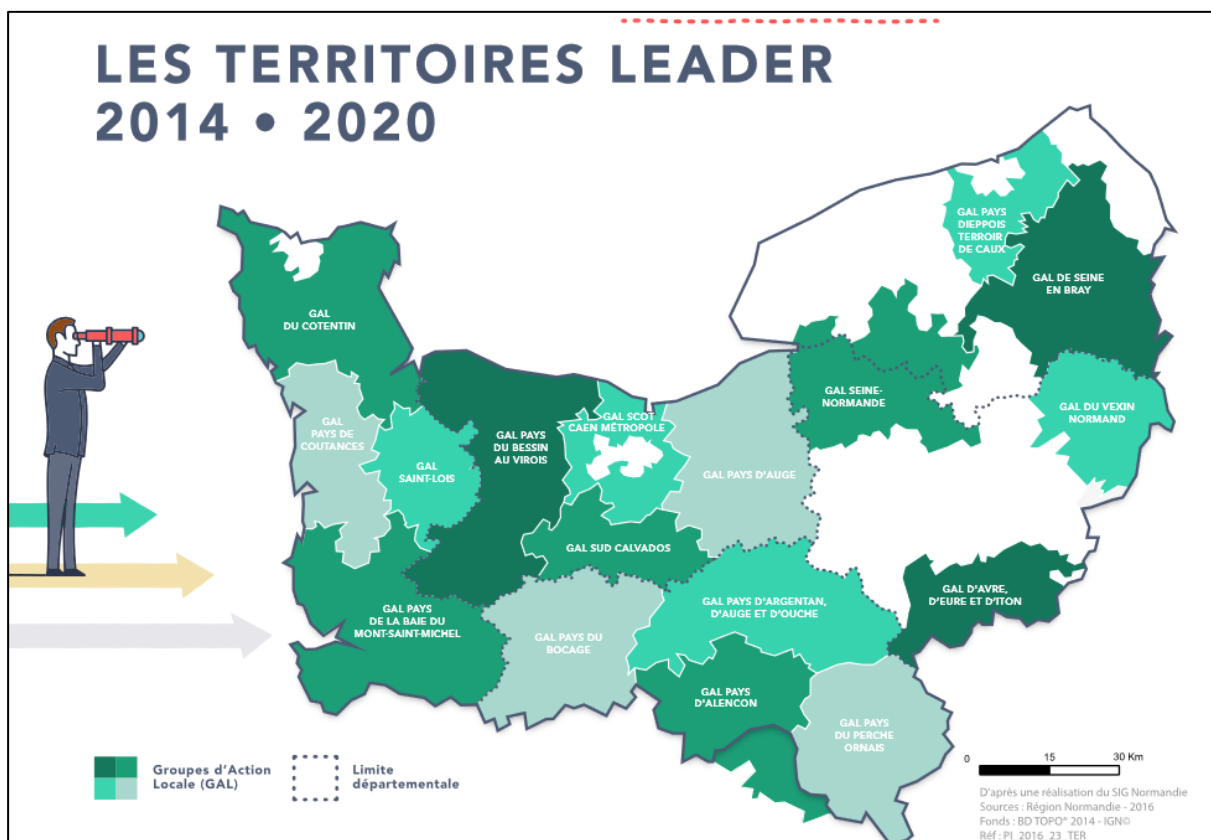 LES TERRITOIRES LEADER
2014 • 2020
GAL PAYS
DIEPPOIS
TERROIR
DE CAUX
GAL DE SEINE
EN BRAY
GAL
DU COTENTIN
GAL SEINE-
NORMANDE
GAL DU VEXIN
NORMAND
GAL
PAYS DE
COUTANCES
GAL
SAINT-LOIS
GAL PAYS
DU BESSIN
AU VIROIS
GAL SCOT
CAEN MÉTROPOLE
GAL PAYS D'AUGE
GAL SUD CALVADOS
GAL D'AVRE,
D'EURE ET D'ITON
GAL PAYS
DE LA BAIE DU
MONT-SAINT-MICHEL
GAL PAYS DU
BOCAGE
GAL PAYS D'ARGENTAN,
D'AUGE ET D'OUCHE
GAL PAYS
D'ALENCON
GAL PAYS
DU PERCHE
ORNAIS
Groupes d'Action
Locale (GAL)
Limite
départementale
0 15 30 Km
D'après une réalisation du SIG Normandie
Sources : Région Normandie - 2016
Fonds : BD TOPO® 2014 - IGN©
Réf : PI_2016_23_TER